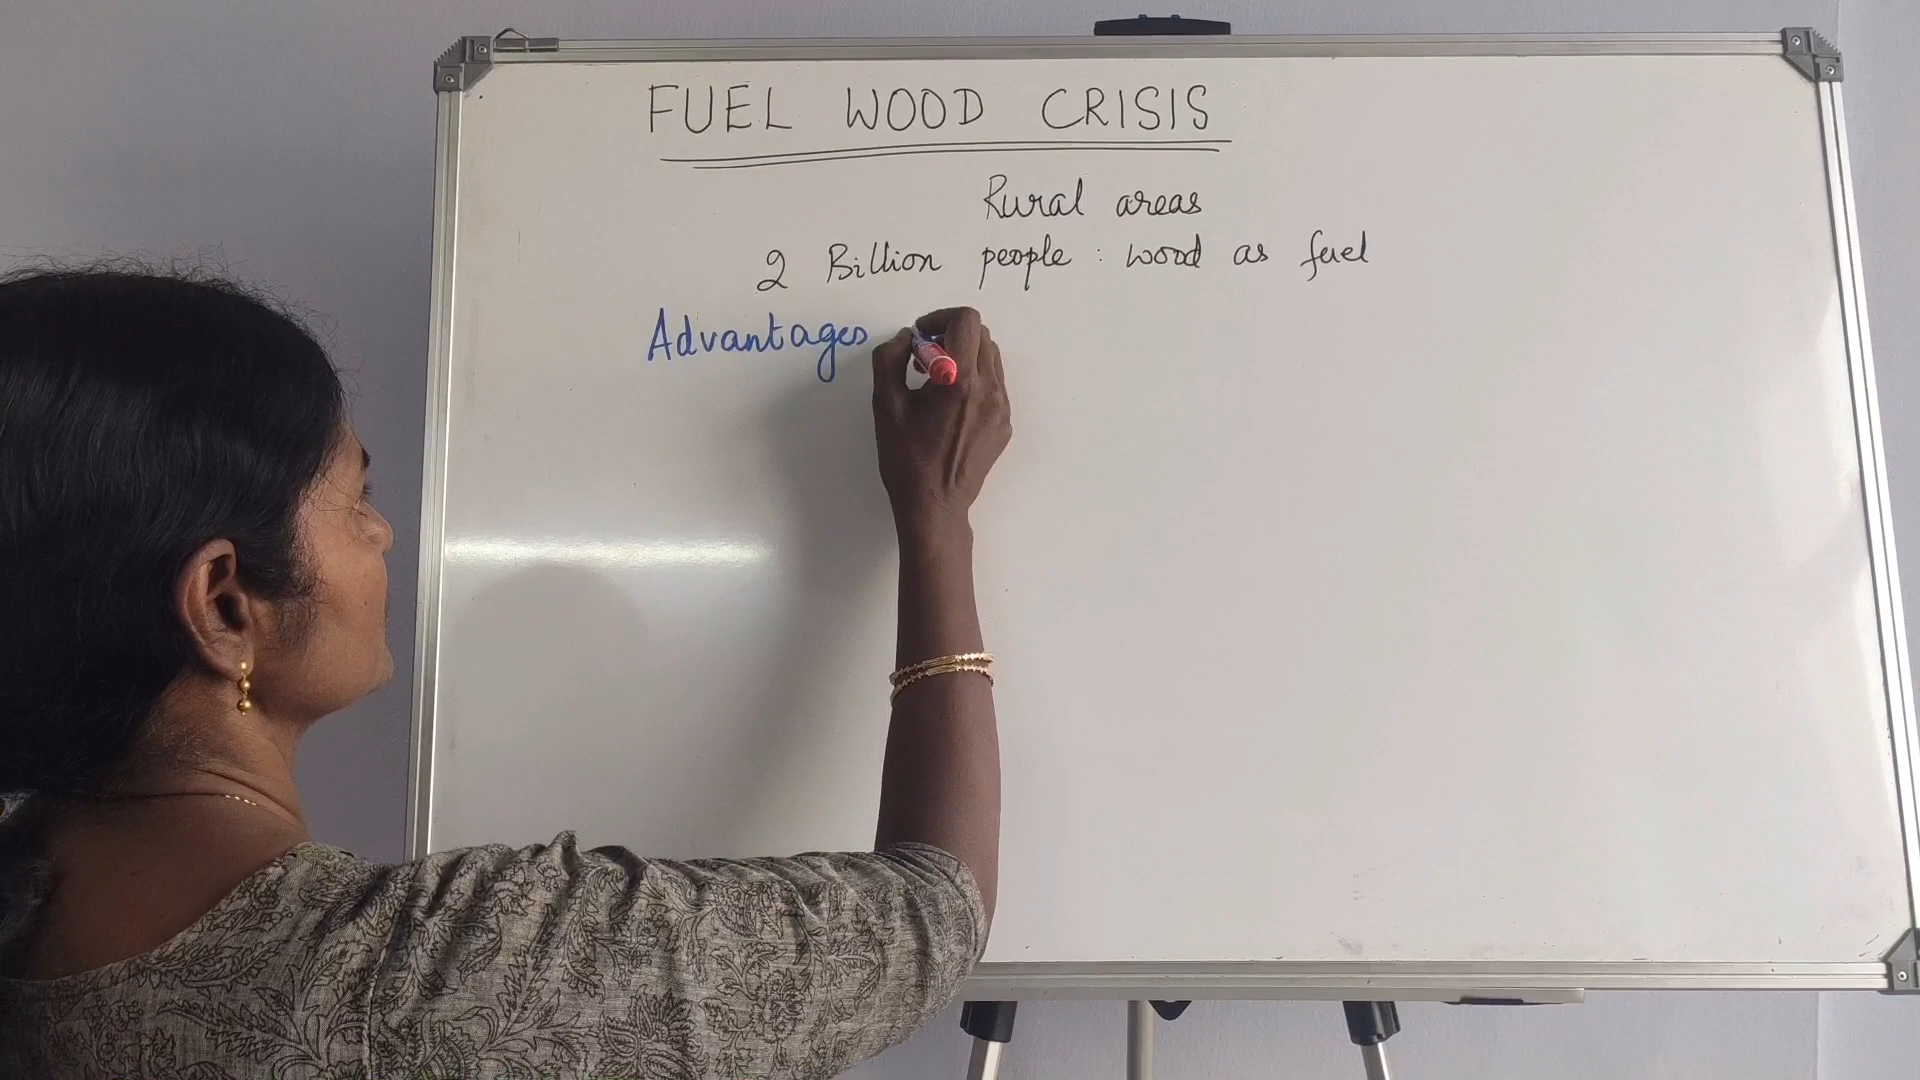 FUEL WOOD CRISIS
Rural areas
2 Billion people : wood as fuel
Advantages